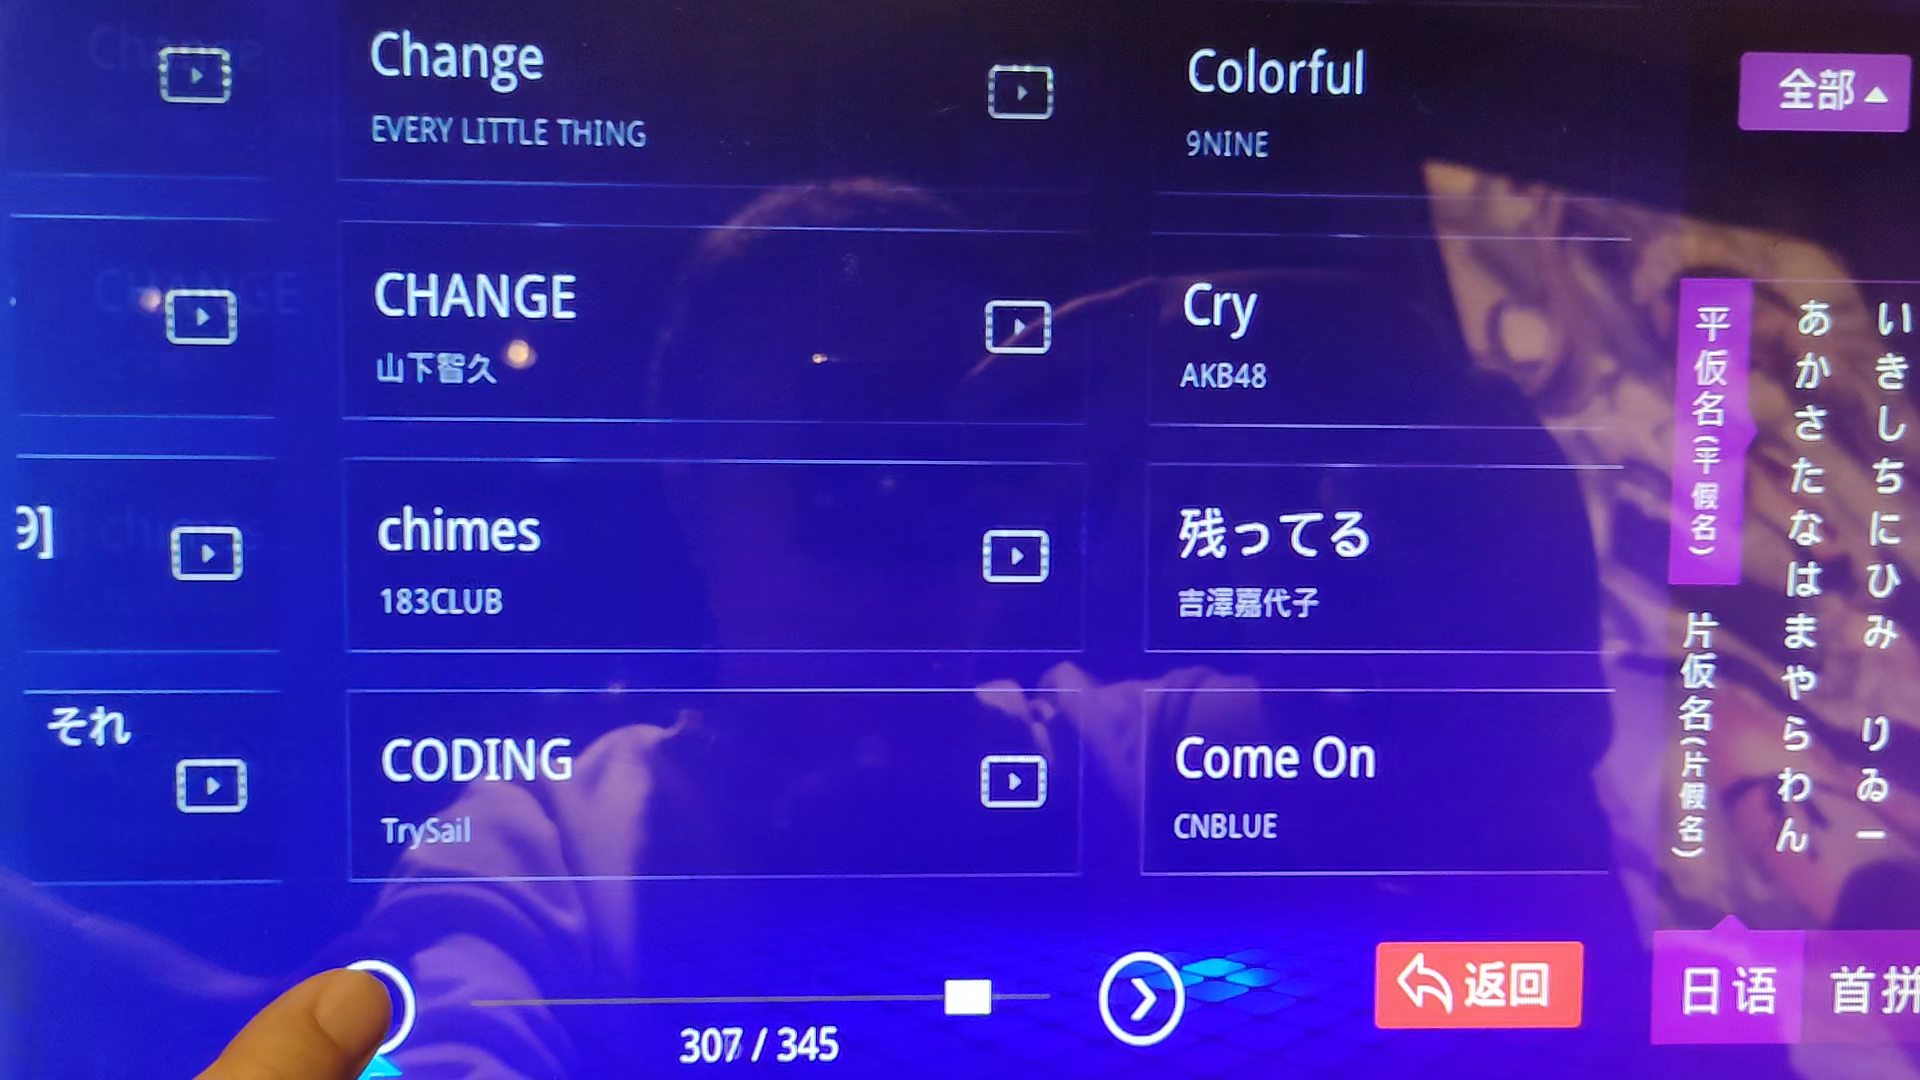 Change
EVERY LITTLE THING
Colorful
9NINE
全部
CHANGE
山下智久
Cry
AKB48
9]
chimes
183CLUB
残ってる
吉澤嘉代子
それ
CODING
TrySail
Come On
CNBLUE
平仮名(平假名)
片仮名(片假名)
あかさたなはまやらわん
いきしちにひみ りゐー
307 / 345
返回
日语
首拼